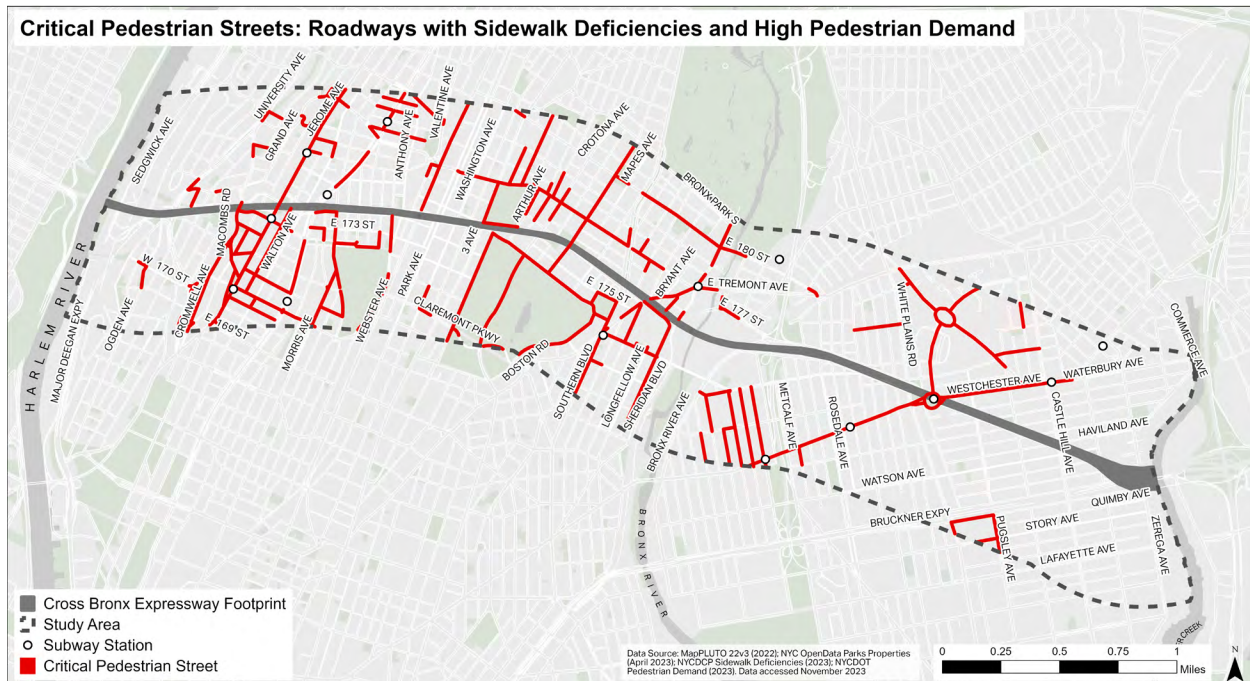 Critical Pedestrian Streets: Roadways with Sidewalk Deficiencies and High Pedestrian Demand
UNIVERSITY AVE
GRAND AVE
JEROME AVE
SEDGWICK AVE
ANTHONY AVE
VALENTINE AVE
WASHINGTON AVE
CROTONA AVE
ARTHUR AVE
MAPES AVE
BRONX PARK S
E 180 ST
MACOMBS RD
WALTON AVE
E 173 ST
3 AVE
BRYANT AVE
E TREMONT AVE
E 175 ST
E 177 ST
W 170 ST
CROMWELL AVE
E 169 ST
OGDEN AVE
MAJOR DEEGAN EXPY
HARLEM RIVER
MORRIS AVE
WEBSTER AVE
PARK AVE
CLAREMONT PKWY
BOSTON RD
SOUTHERN BLVD
LONGFELLOW AVE
SHERIDAN BLVD
BRONX RIVER AVE
WHITE PLAINS RD
COMMERCE AVE
METCALF AVE
ROSEDALE AVE
WESTCHESTER AVE
WATERBURY AVE
CASTLE HILL AVE
HAVILAND AVE
WATSON AVE
QUIMBY AVE
BRUCKNER EXPY
STORY AVE
PUGSLEY AVE
LAFAYETTE AVE
ZEREGA AVE
BRONX RIVER
CREEK
Cross Bronx Expressway Footprint
Study Area
Subway Station
Critical Pedestrian Street
Data Source: MapPLUTO 22v3 (2022); NYC OpenData Parks Properties
(April 2023); NYCDCP Sidewalk Deficiencies (2023); NYCDOT
Pedestrian Demand (2023). Data accessed November 2023
0 0.25 0.5 0.75 1
Miles
N